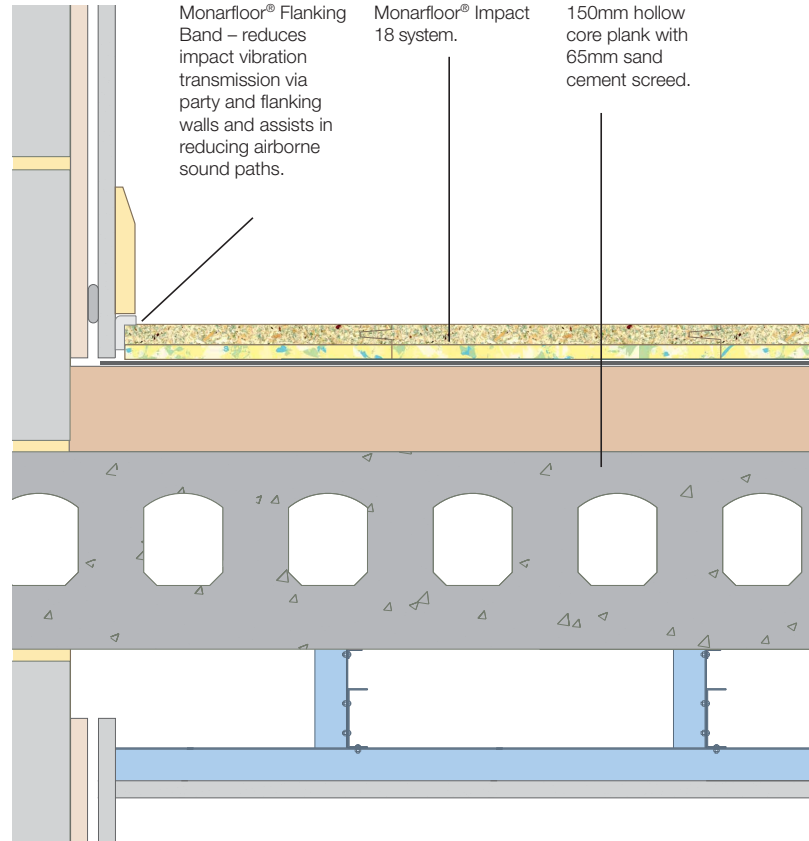 Monarfloor® Flanking
Band – reduces
impact vibration
transmission via
party and flanking
walls and assists in
reducing airborne
sound paths.
Monarfloor® Impact
18 system.
150mm hollow
core plank with
65mm sand
cement screed.